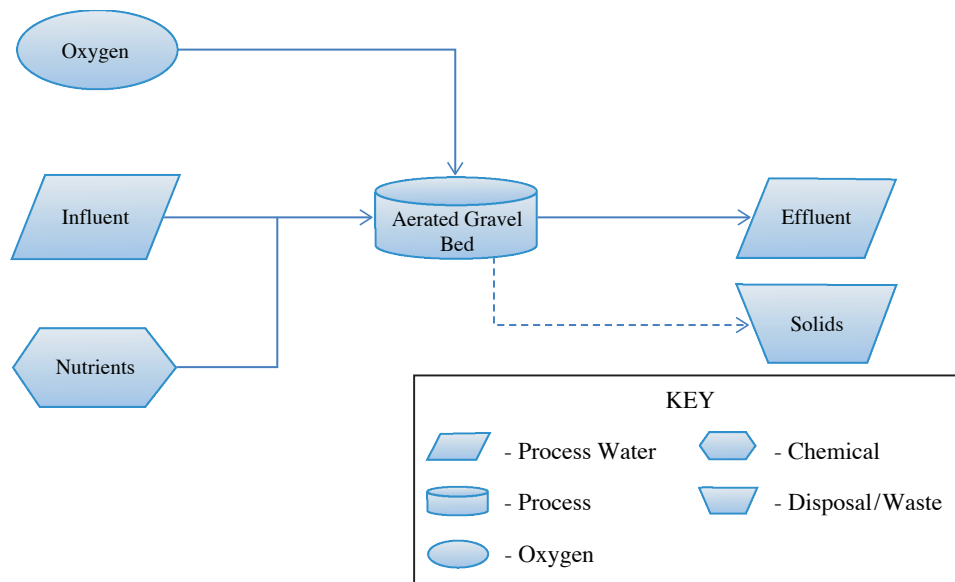 Oxygen
Influent
Aerated Gravel
Bed
Effluent
Nutrients
Solids
KEY
- Process Water
- Chemical
- Process
- Disposal/Waste
- Oxygen